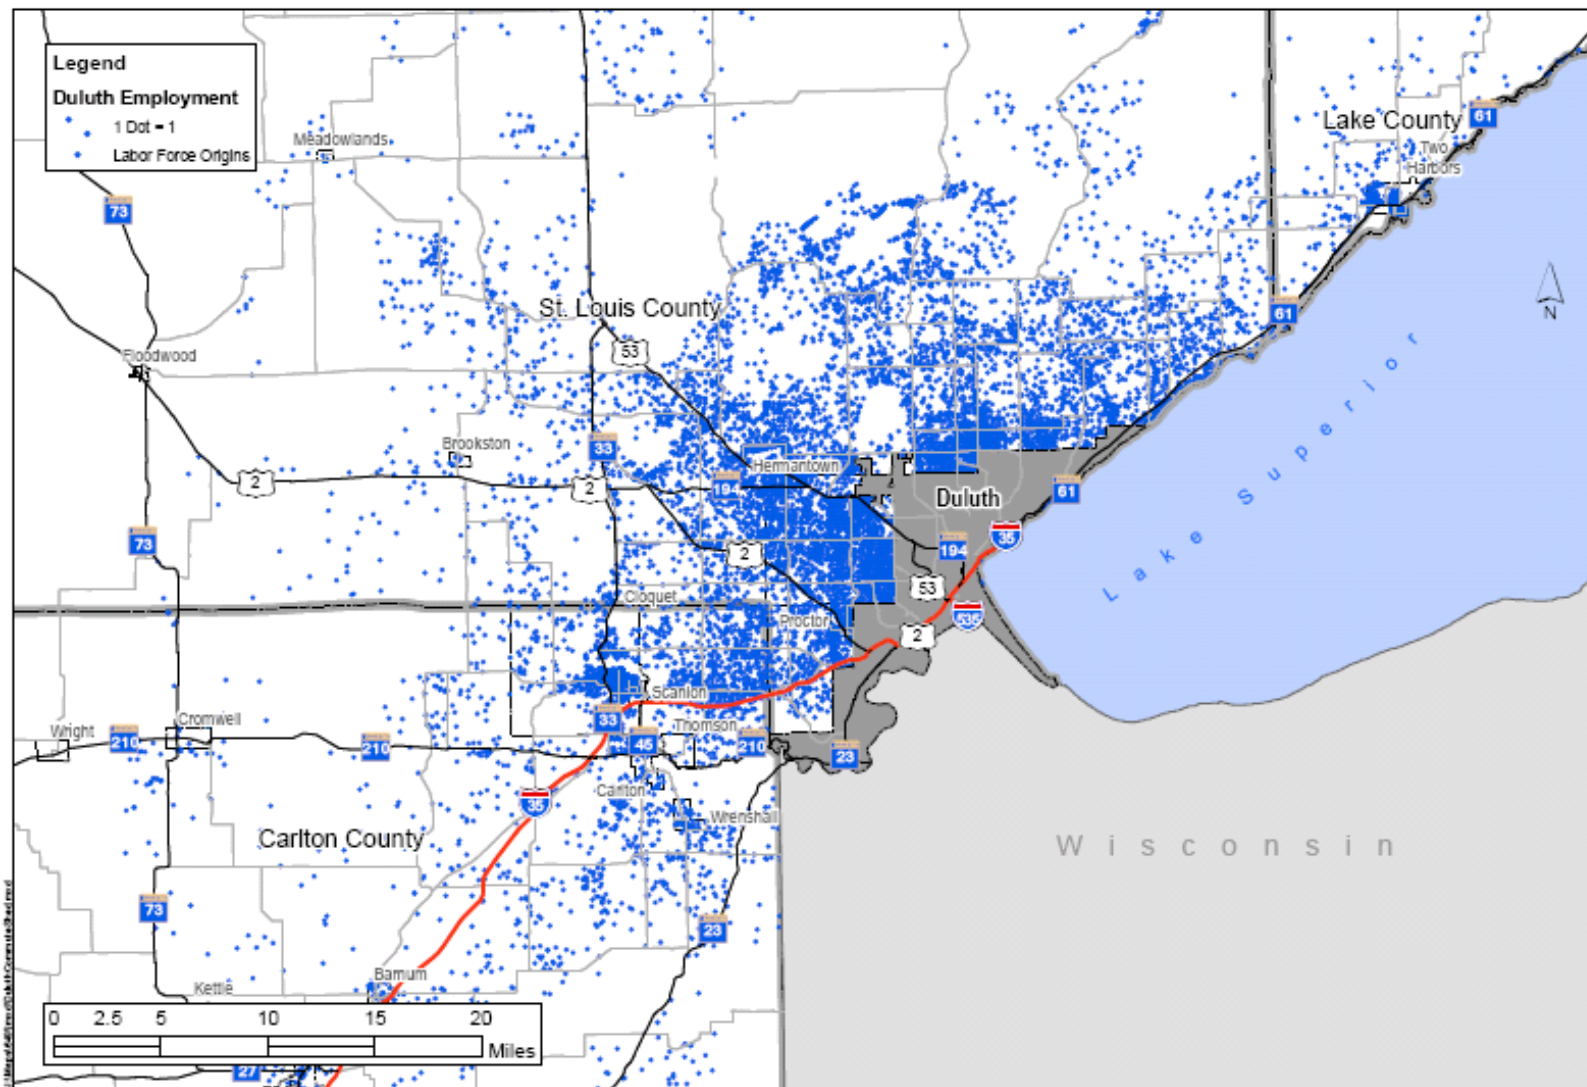 Legend
Duluth Employment
1 Dot = 1
Labor Force Origins
Meadowlands
73
Lake County
61
Two
Harbors
St. Louis County
53
61
N
Floodwood
Brookston
33
2
2
194
Hermantown
Duluth
61
Lake Superior
73
2
194
35
53
535
Cloquet
Proctor
2
Scanlon
33
Thomson
Wright
210
Cromwell
210
45
210
23
Carlton
35
Wrenshall
Carlton County
Wisconsin
73
23
Barnum
Kettle
0 2.5 5 10 15 20
Miles
27